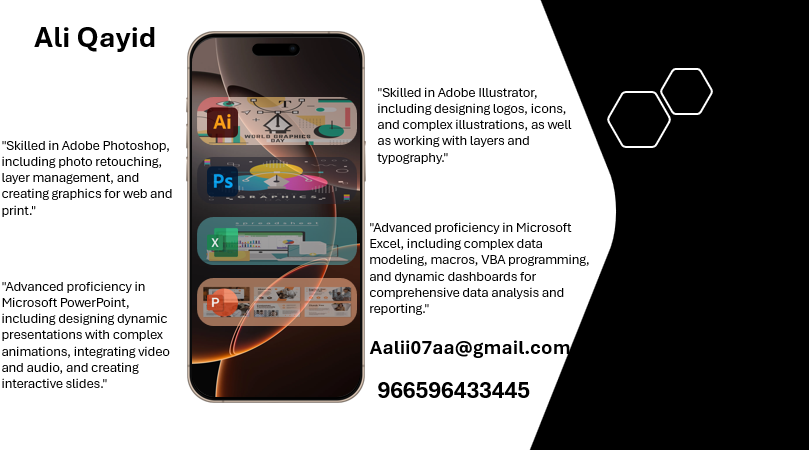 Ali Qayid
"Skilled in Adobe Illustrator,
including designing logos, icons,
and complex illustrations, as well
as working with layers and
typography."
"Skilled in Adobe Photoshop,
including photo retouching,
layer management, and
creating graphics for web and
print."
Ai
T
WORLD GRAPHICS
DAY
Ps
GRAPHICS
spreadsheet
X
P
"Advanced proficiency in Microsoft
Excel, including complex data
modeling, macros, VBA programming,
and dynamic dashboards for
comprehensive data analysis and
reporting."
"Advanced proficiency in
Microsoft PowerPoint,
including designing dynamic
presentations with complex
animations, integrating video
and audio, and creating
interactive slides."
Aalii07aa@gmail.com
966596433445